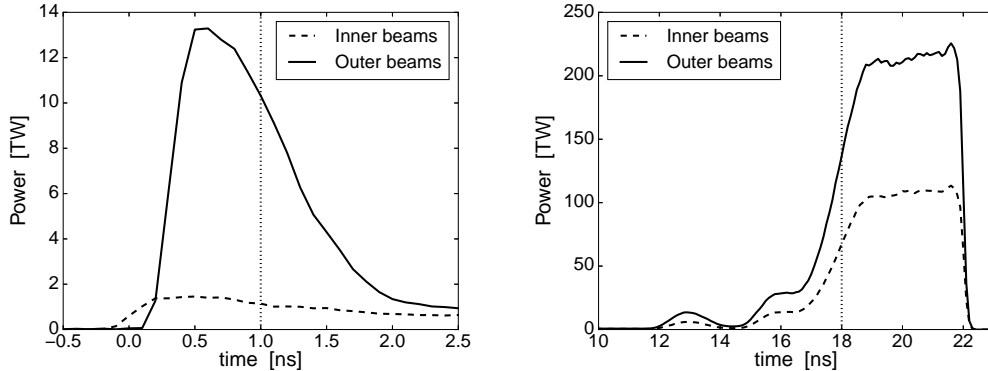 14
12
10
8
6
4
2
0
−0.5 0.0 0.5 1.0 1.5 2.0 2.5
time [ns]
Power [TW]
Inner beams
Outer beams
250
200
150
100
50
0
10 12 14 16 18 20 22
time [ns]
Power [TW]
Inner beams
Outer beams